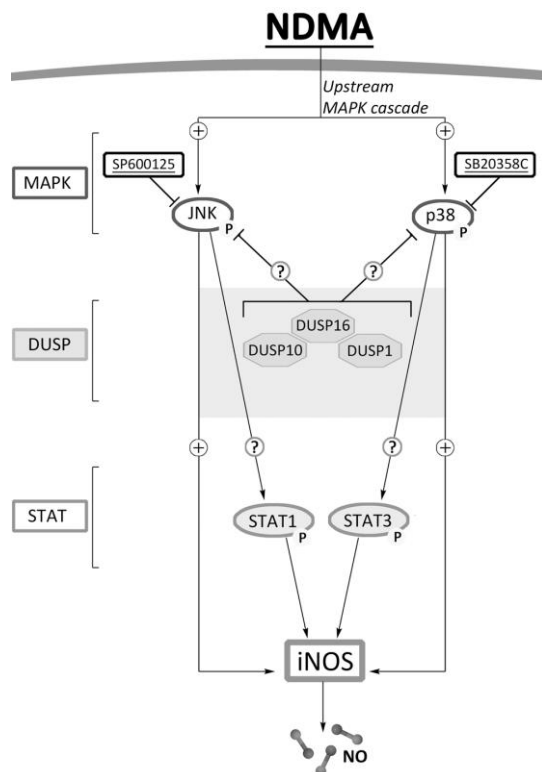 NDMA
Upstream
MAPK cascade
+
+
SP600125
SB20358C
MAPK
JNK
P
p38
P
?
?
DUSP
DUSP16
DUSP10
DUSP1
+
?
?
+
STAT
STAT1
P
STAT3
P
iNOS
NO